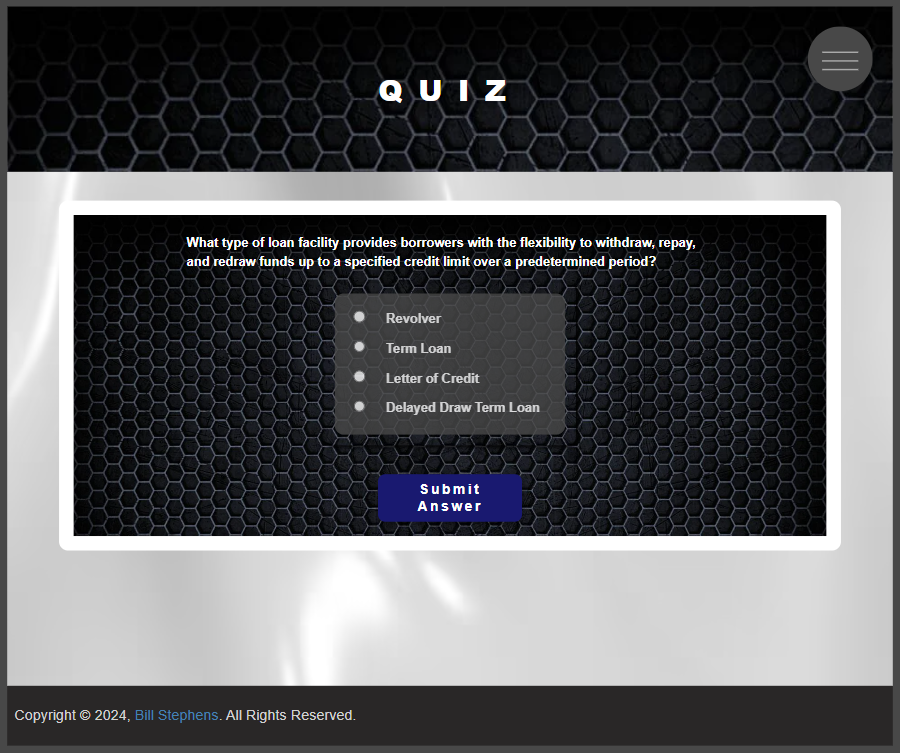 QUIZ
What type of loan facility provides borrowers with the flexibility to withdraw, repay,
and redraw funds up to a specified credit limit over a predetermined period?
Revolver
Term Loan
Letter of Credit
Delayed Draw Term Loan
Submit
Answer
Copyright © 2024, Bill Stephens. All Rights Reserved.